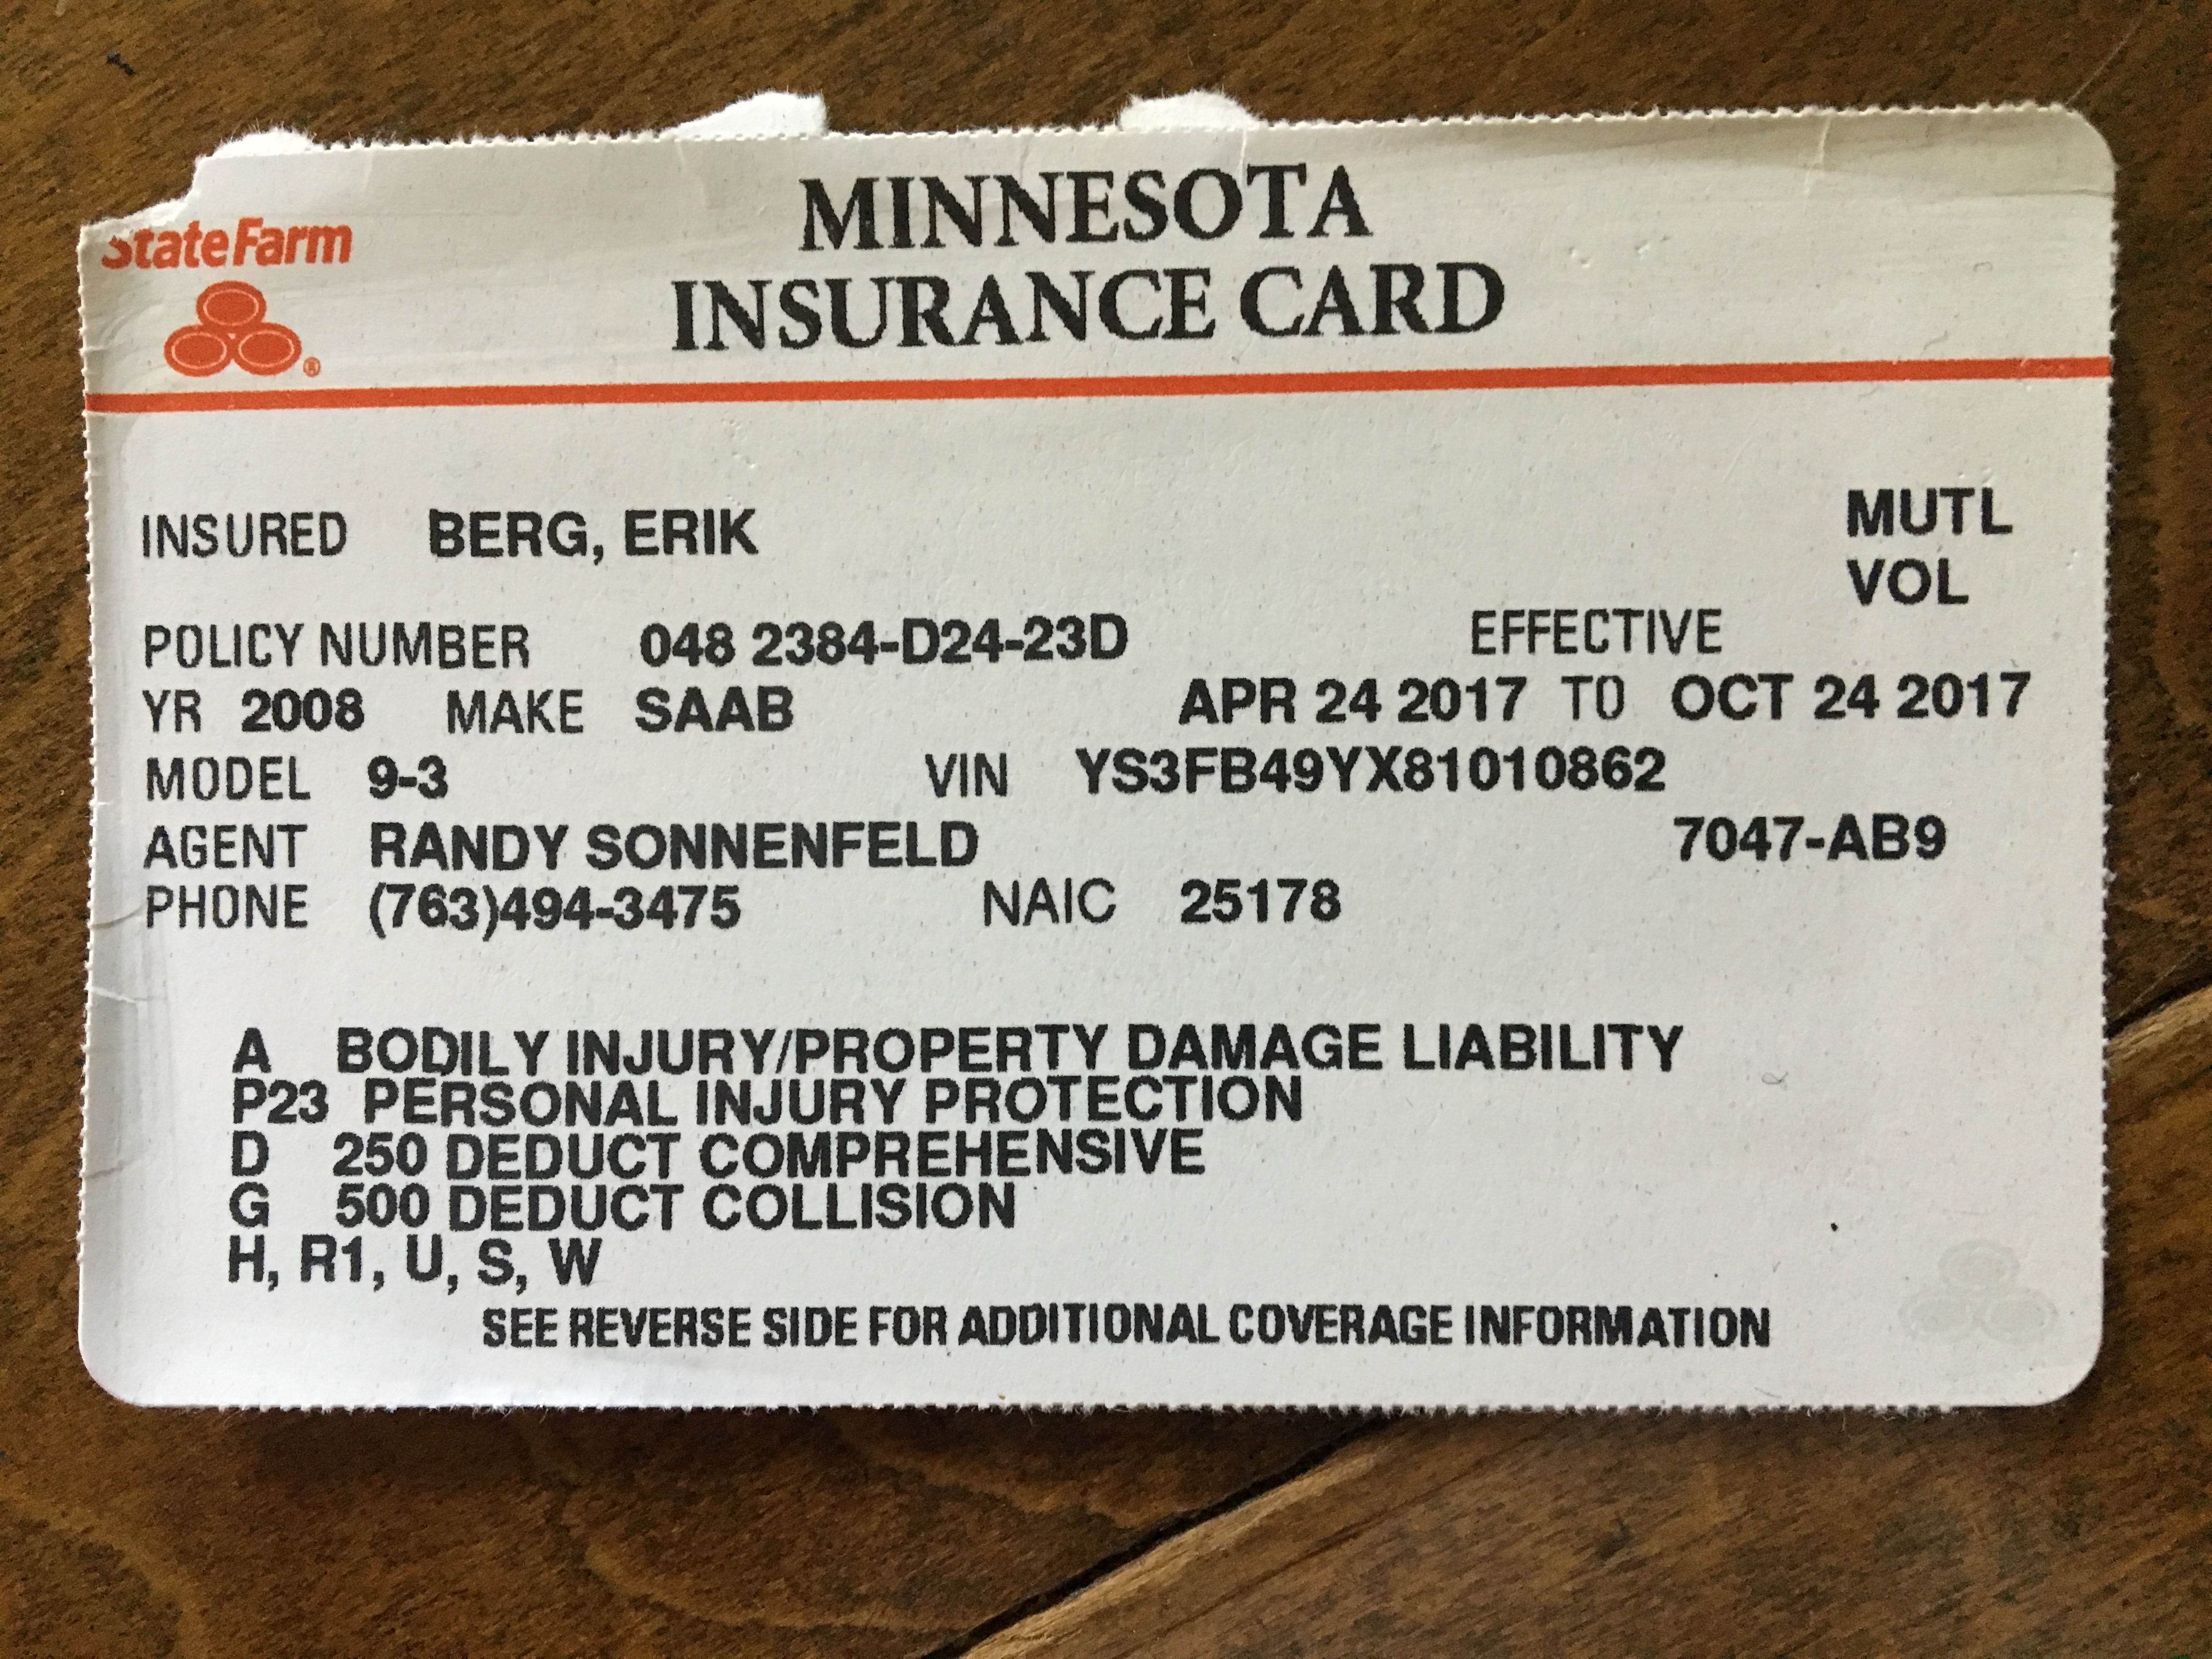 StateFarm
®
MINNESOTA
INSURANCE CARD
INSURED BERG, ERIK
MUTL
VOL
POLICY NUMBER 048 2384-D24-23D EFFECTIVE
YR 2008 MAKE SAAB APR 24 2017 TO OCT 24 2017
MODEL 9-3 VIN YS3FB49YX81010862
AGENT RANDY SONNENFELD 7047-AB9
PHONE (763)494-3475 NAIC 25178
A BODILY INJURY/PROPERTY DAMAGE LIABILITY
P23 PERSONAL INJURY PROTECTION
D 250 DEDUCT COMPREHENSIVE
G 500 DEDUCT COLLISION
H, R1, U, S, W
SEE REVERSE SIDE FOR ADDITIONAL COVERAGE INFORMATION